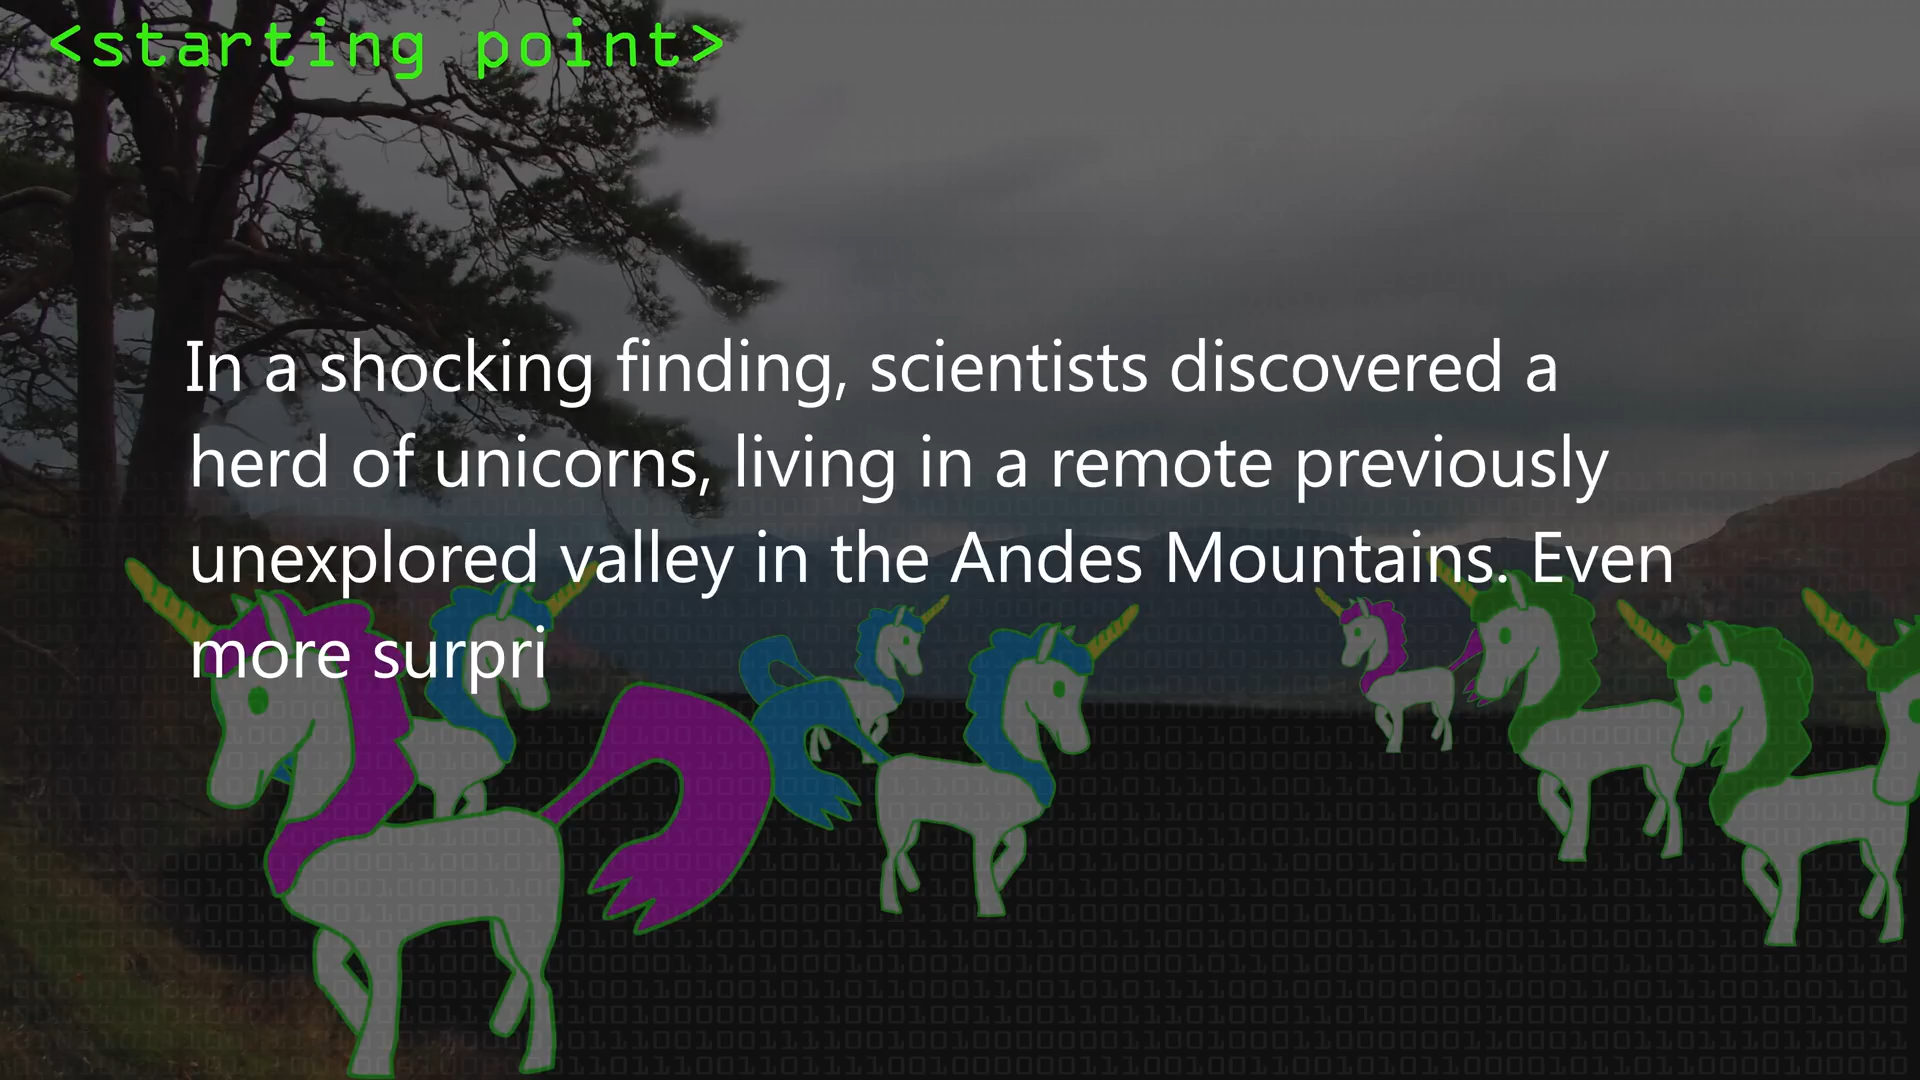 <starting point>
In a shocking finding, scientists discovered a
herd of unicorns, living in a remote previously
unexplored valley in the Andes Mountains. Even
more surpri